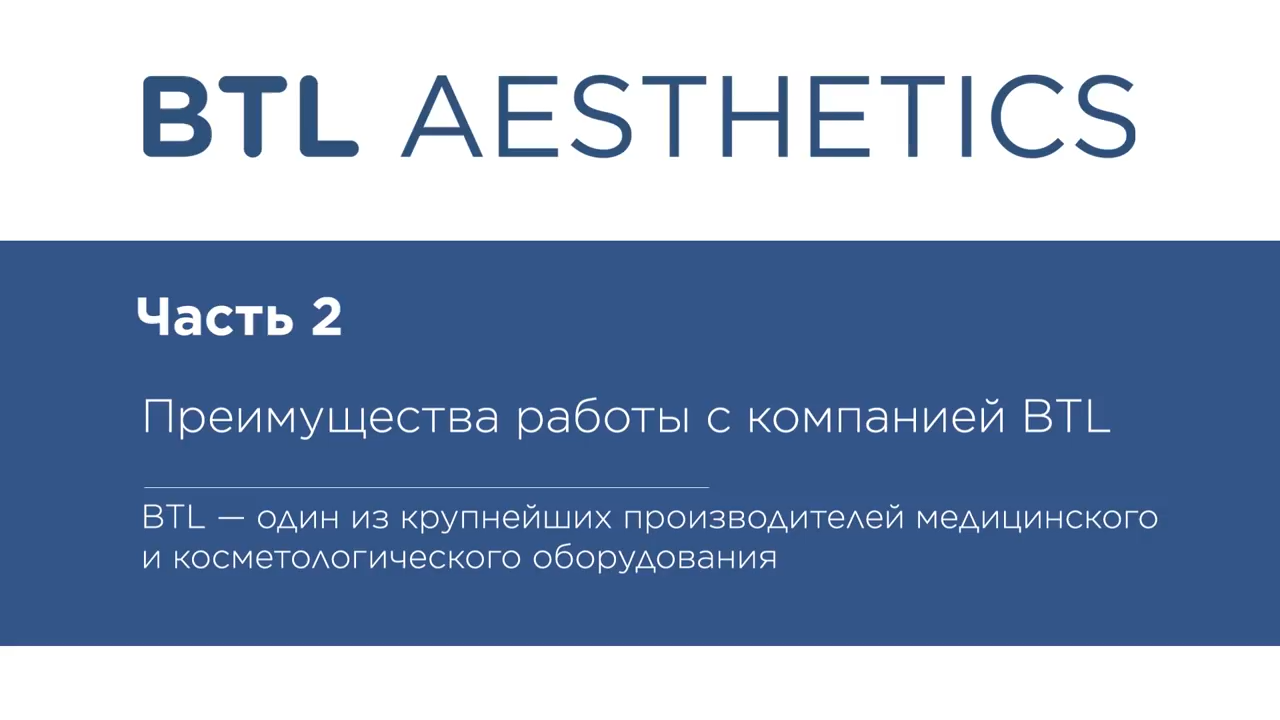 BTL AESTHETICS
Часть 2
Преимущества работы с компанией BTL
BTL — один из крупнейших производителей медицинского
и косметологического оборудования